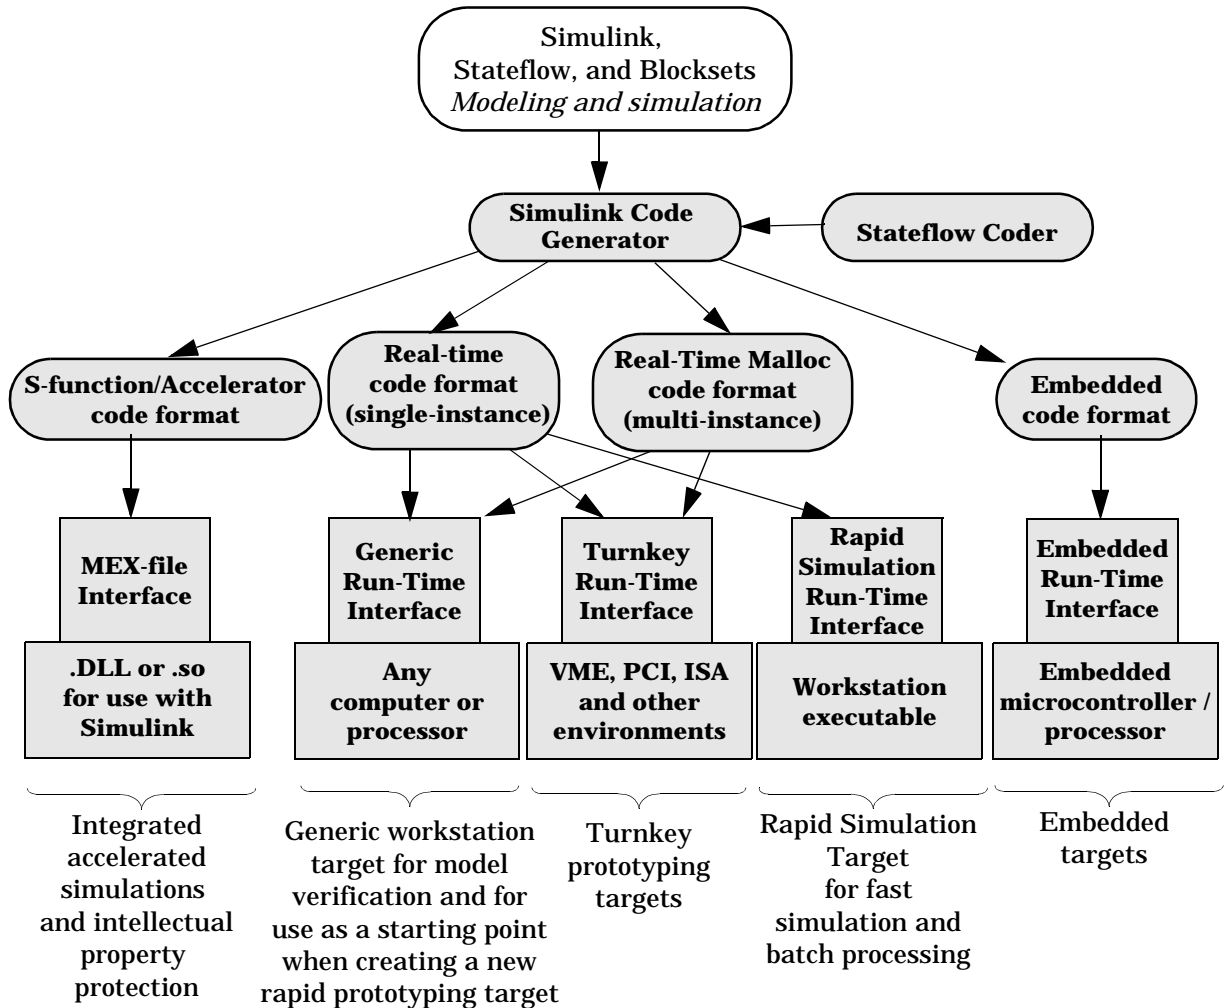 Simulink,
Stateflow, and Blocksets
Modeling and simulation
Simulink Code
Generator
Stateflow Coder
S-function/Accelerator
code format
Real-time
code format
(single-instance)
Real-Time Malloc
code format
(multi-instance)
Embedded
code format
MEX-file
Interface
Generic
Run-Time
Interface
Turnkey
Run-Time
Interface
Rapid
Simulation
Run-Time
Interface
Embedded
Run-Time
Interface
.DLL or .so
for use with
Simulink
Any
computer or
processor
VME, PCI, ISA
and other
environments
Workstation
executable
Embedded
microcontroller /
processor
Integrated
accelerated
simulations
and intellectual
property
protection
Generic workstation
target for model
verification and for
use as a starting point
when creating a new
rapid prototyping target
Turnkey
prototyping
targets
Rapid Simulation
Target
for fast
simulation and
batch processing
Embedded
targets